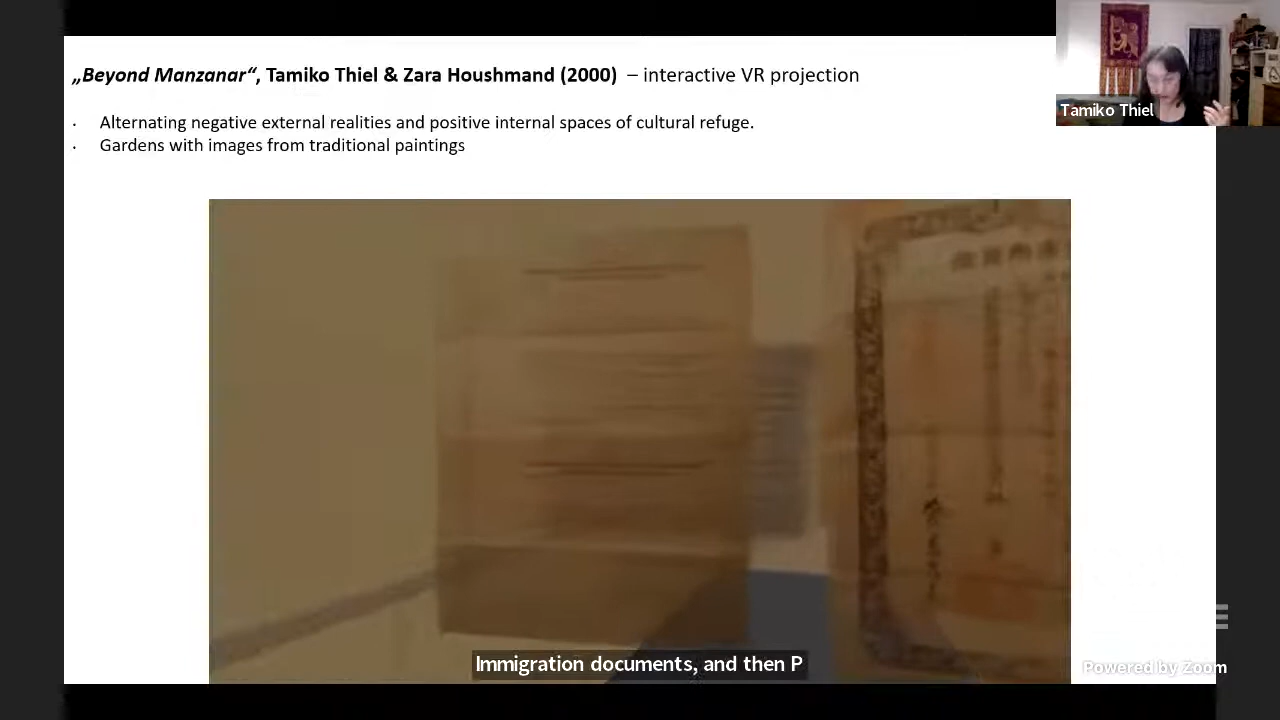 „Beyond Manzanar“, Tamiko Thiel & Zara Houshmand (2000) – interactive VR projection
· Alternating negative external realities and positive internal spaces of cultural refuge.
· Gardens with images from traditional paintings
Tamiko Thiel
Immigration documents, and then P
Powered by Zoom